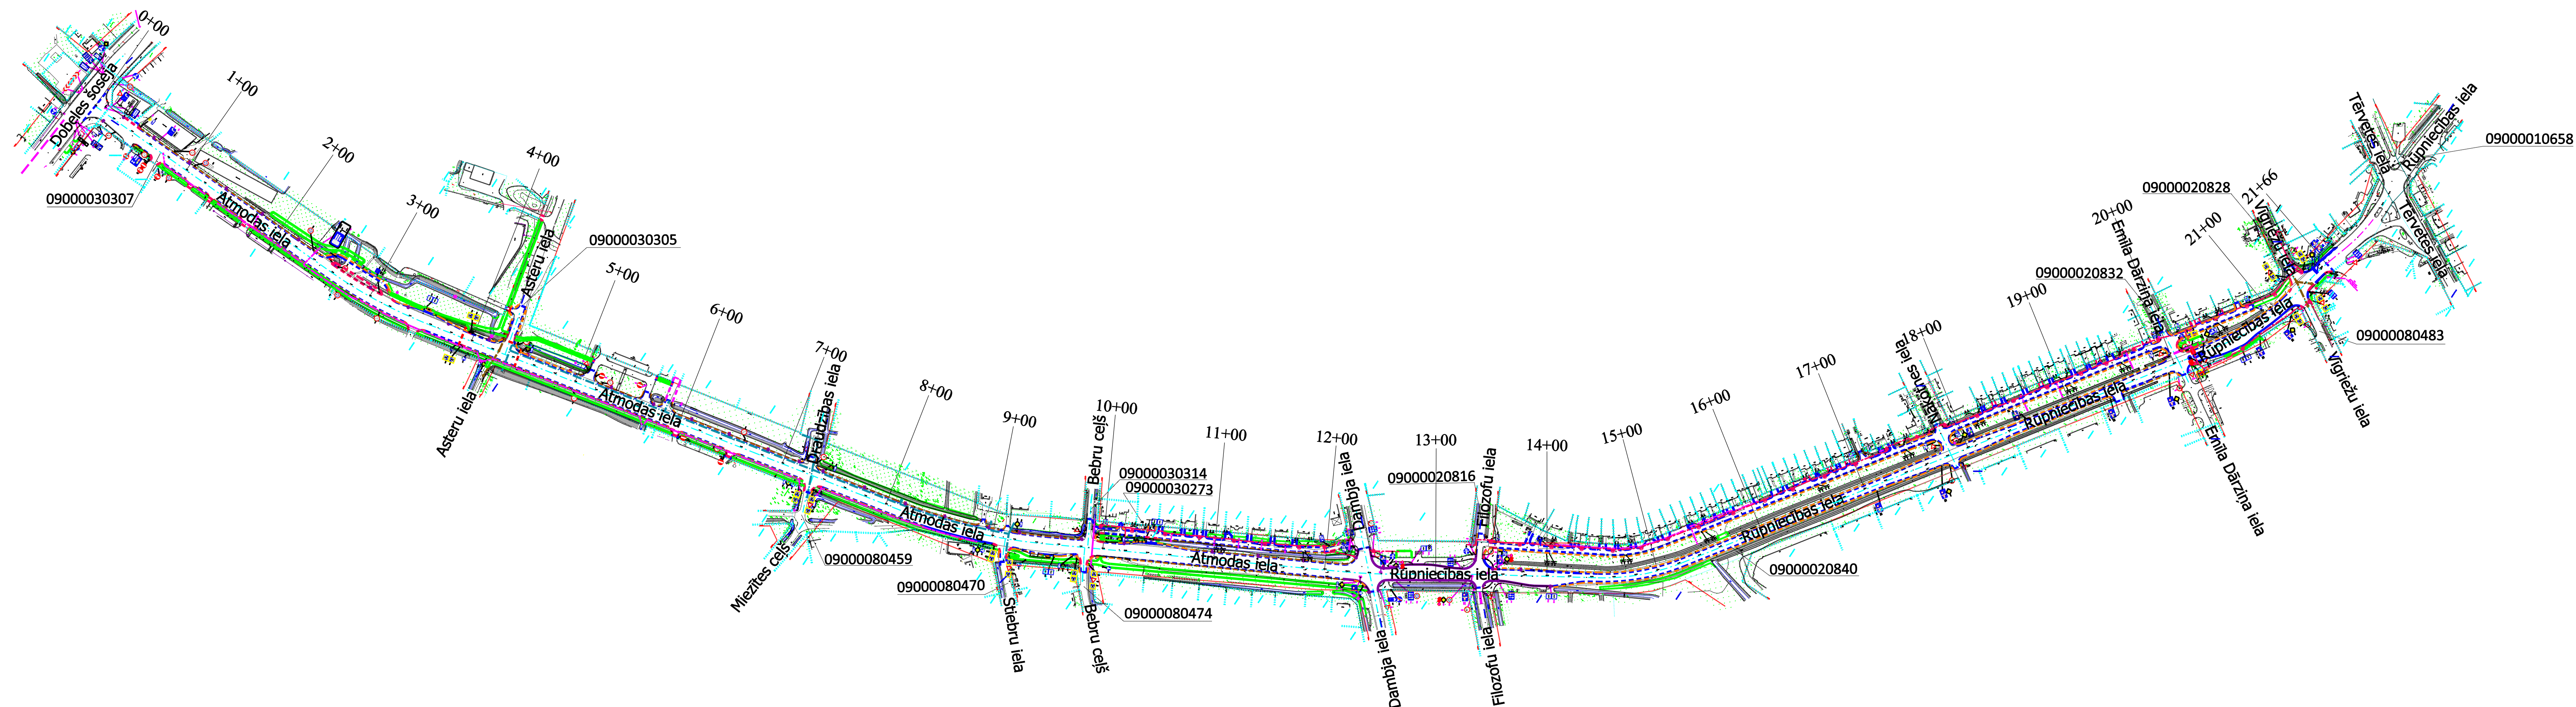 0+00
Dobeles šoseja
1+00
09000030307
Atmodas iela
2+00
3+00
4+00
Asteru iela
09000030305
5+00
Asteru iela
6+00
Atmodas iela
7+00
Draudzības iela
8+00
Miezītes ceļš
09000080459
Atmodas iela
9+00
09000080470
Stiebru iela
Bebru ceļš
10+00
09000030314
09000030273
09000080474
Bebru ceļš
11+00
Atmodas iela
12+00
Dambja iela
Dambja iela
13+00
09000020816
Rūpniecības iela
Filozofu iela
Filozofu iela
14+00
15+00
16+00
Rūpniecības iela
09000020840
17+00
Nākotnes iela
18+00
19+00
Rūpniecības iela
09000020832
20+00
Emīla Dārziņa iela
Emīla Dārziņa iela
21+00
Rūpniecības iela
09000020828
21+66
Vīgriežu iela
Vīgriežu iela
09000080483
Tērvetes iela
Rūpniecības iela
Tērvetes iela
09000010658